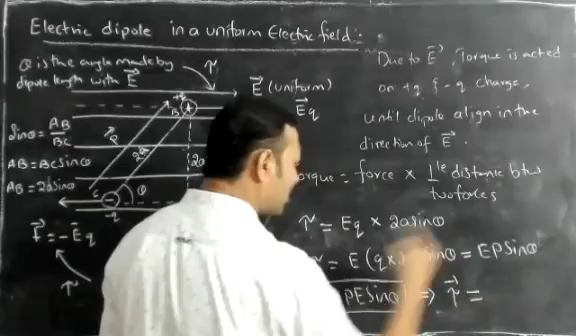 Electric dipole in a uniform Electric field :-
θ is the angle made by
dipole length with E⃗
τ
E⃗ (uniform)
E⃗q
+q
B
+
Sinθ = AB/BC
AB = BC sinθ
AB = 2a sinθ
P⃗
2a
2a
C
θ
-
-q
F⃗ = -E⃗q
τ
Due to E⃗, Torque is acted
on +q & -q charge,
until dipole align in the
direction of E⃗.
Torque = force × ⊥le distance btw
two forces
τ = Eq × 2a sinθ
= E (q× sinθ = EP Sinθ
PE Sinθ ⇒ τ⃗ =